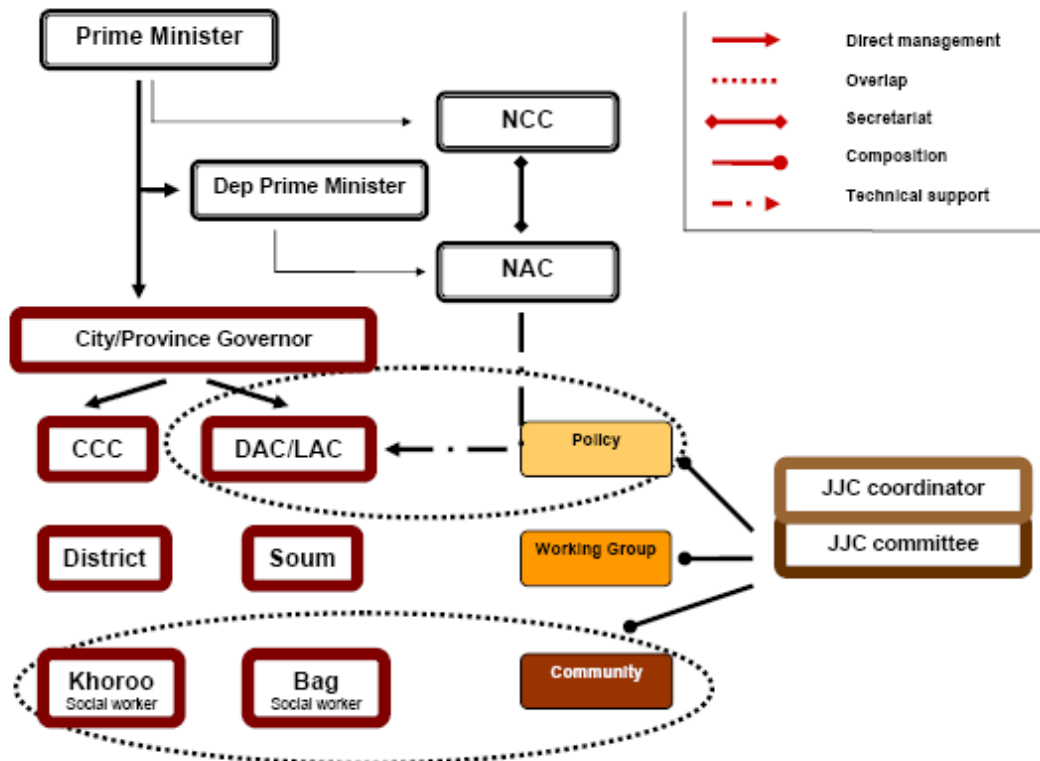 Prime Minister
NCC
Dep Prime Minister
NAC
City/Province Governor
CCC
DAC/LAC
Policy
District
Soum
Working Group
Khoroo
Social worker
Bag
Social worker
Community
JJC coordinator
JJC committee
Direct management
Overlap
Secretariat
Composition
Technical support